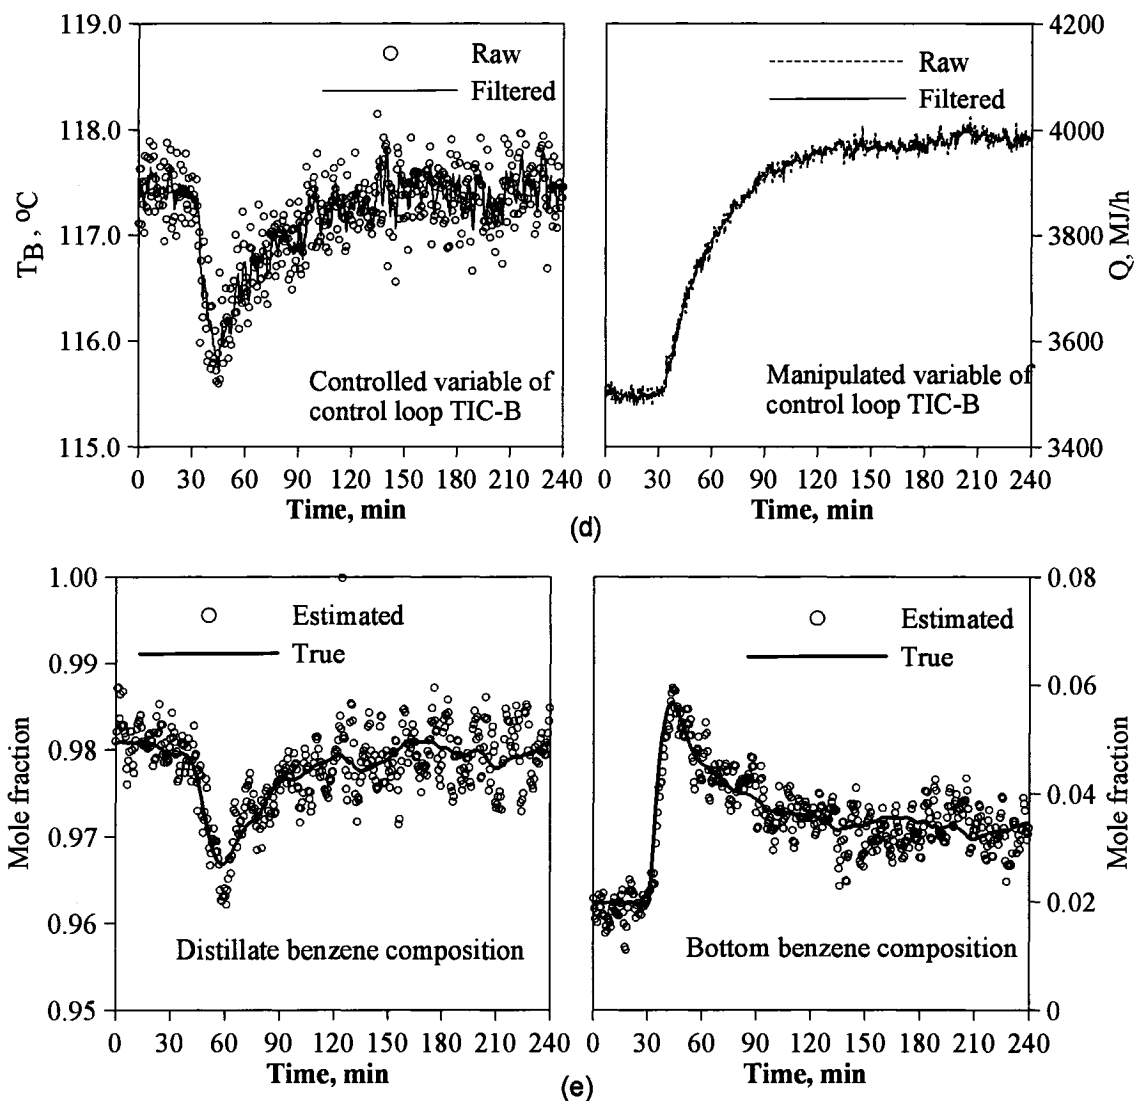 119.0
118.0
117.0
116.0
115.0
T_B, °C
Raw
Filtered
Controlled variable of
control loop TIC-B
0 30 60 90 120 150 180 210 240
Time, min
Raw
Filtered
Manipulated variable of
control loop TIC-B
4200
4000
3800
3600
3400
Q, MJ/h
0 30 60 90 120 150 180 210 240
Time, min
(d)
1.00
0.99
0.98
0.97
0.96
0.95
Mole fraction
Estimated
True
Distillate benzene composition
0 30 60 90 120 150 180 210 240
Time, min
Estimated
True
Bottom benzene composition
0.08
0.06
0.04
0.02
0
Mole fraction
0 30 60 90 120 150 180 210 240
Time, min
(e)